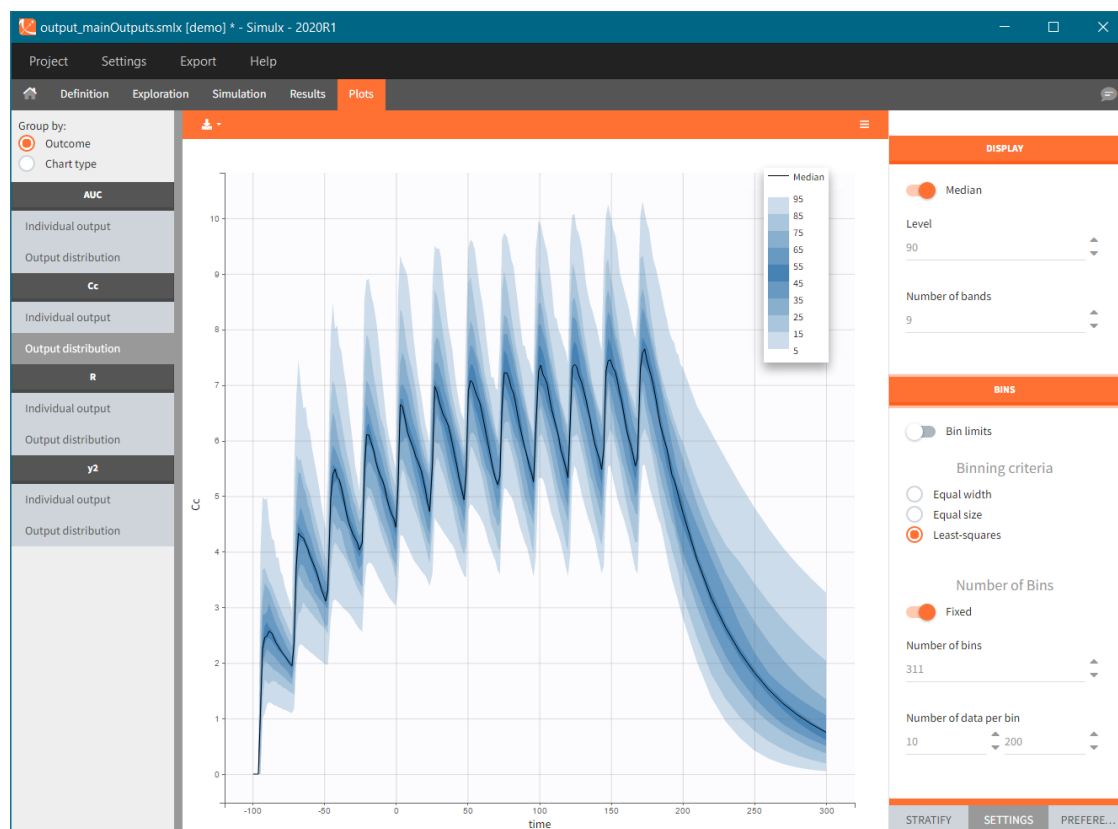 output_mainOutputs.smlx [demo] * - Simulx - 2020R1
Project Settings Export Help
Definition Exploration Simulation Results Plots
Group by:
Outcome
Chart type
AUC
Individual output
Output distribution
Cc
Individual output
Output distribution
R
Individual output
Output distribution
y2
Individual output
Output distribution
Median
95
85
75
65
55
45
35
25
15
5
10
9
8
7
6
5
4
3
2
1
0
Cc
-100 -50 0 50 100 150 200 250 300
time
DISPLAY
Median
Level
90
Number of bands
9
BINS
Bin limits
Binning criteria
Equal width
Equal size
Least-squares
Number of Bins
Fixed
Number of bins
311
Number of data per bin
10 200
STRATIFY SETTINGS PREFERE...